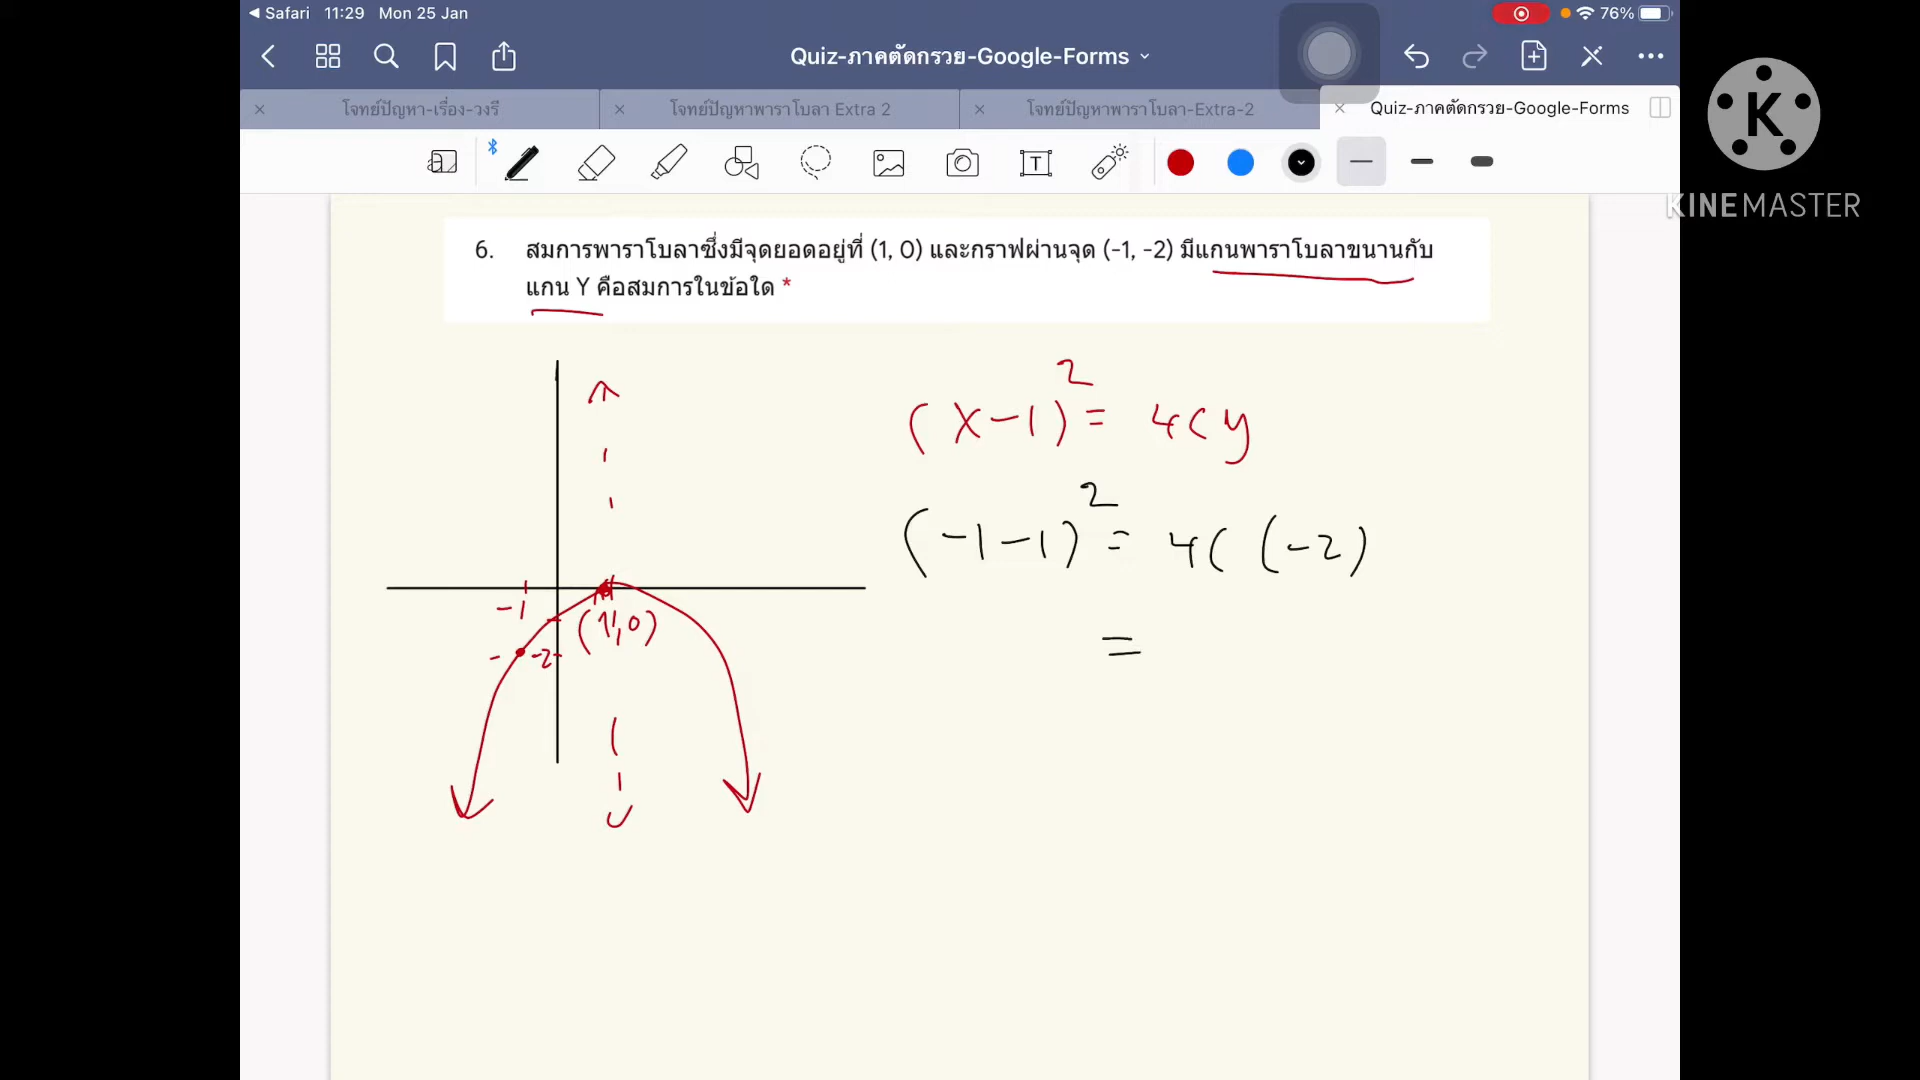 Safari 11:29 Mon 25 Jan 76%
Quiz-ภาคตัดกรวย-Google-Forms
โจทย์ปัญหา-เรื่อง-วงรี
โจทย์ปัญหาพาราโบลา Extra 2
โจทย์ปัญหาพาราโบลา-Extra-2
Quiz-ภาคตัดกรวย-Google-Forms
K
KINEMASTER
6. สมการพาราโบลาซึ่งมีจุดยอดอยู่ที่ (1, 0) และกราฟผ่านจุด (-1, -2) มีแกนพาราโบลาขนานกับ
แกน Y คือสมการในข้อใด *
(x-1)² = 4cy
(-1-1)² = 4c(-2)
=
-1
(1,0)
-2